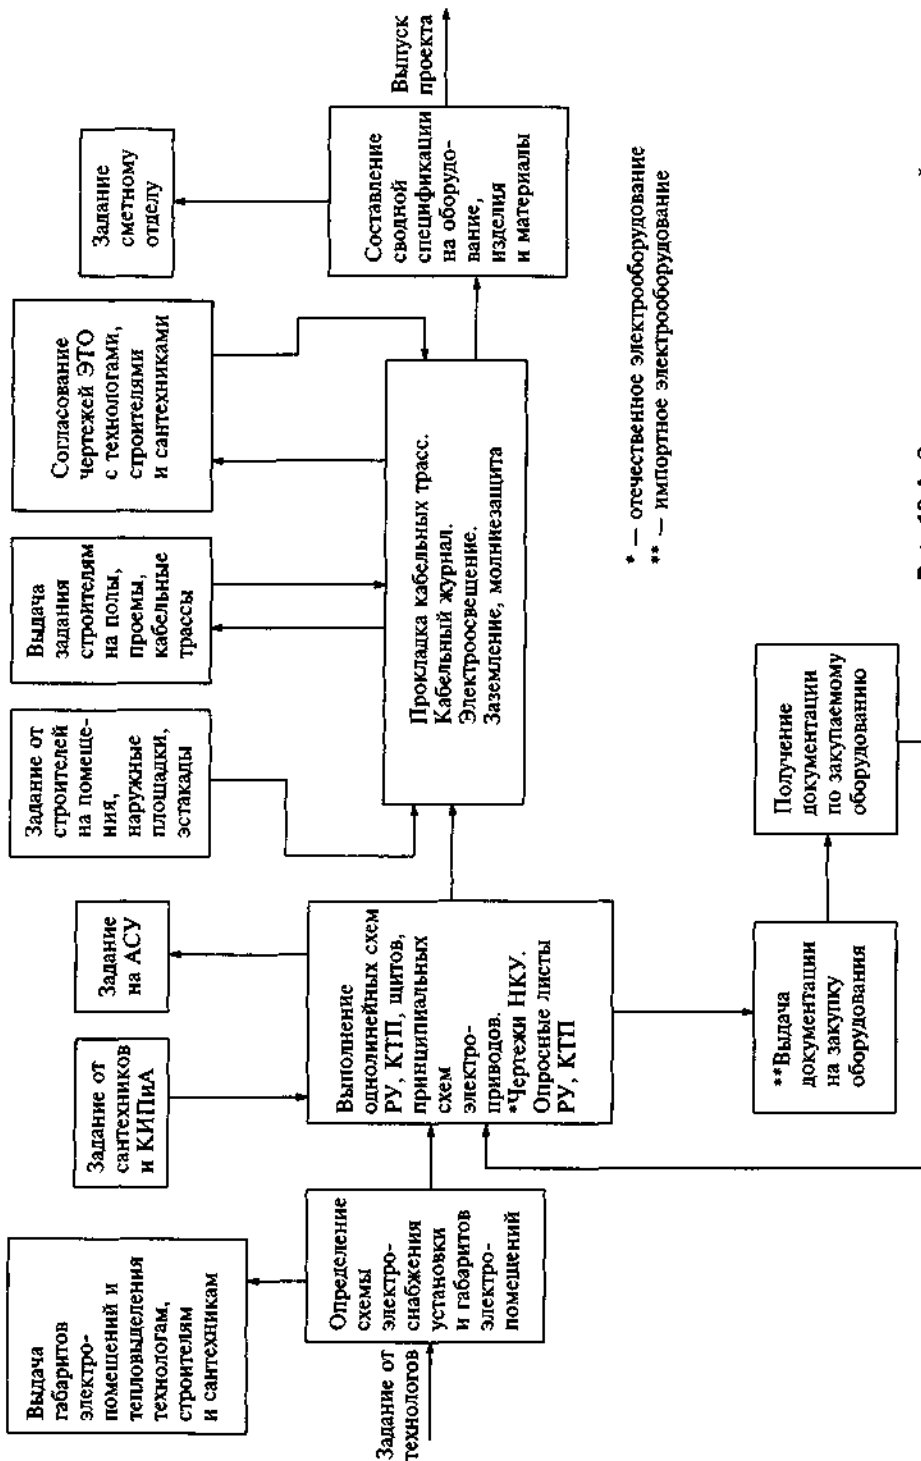 Задание от
технологов
Выдача
габаритов
электро-
помещений и
тепловыделения
технологам,
строителям
и сантехникам
Определение
схемы
электро-
снабжения
установки
и габаритов
электро-
помещений
Задание от
сантехников
и КИПиА
Задание
на АСУ
Выполнение
однолинейных схем
РУ, КТП, щитов,
принципиальных
схем
электро-
приводов.
*Чертежи НКУ.
Опросные листы
РУ, КТП
**Выдача
документации
на закупку
оборудования
Получение
документации
по закупаемому
оборудованию
Задание от
строителей
на помеще-
ния,
наружные
площадки,
эстакады
Выдача
задания
строителям
на полы,
проемы,
кабельные
трассы
Согласование
чертежей ЭТО
с технологами,
строителями
и сантехниками
Прокладка кабельных трасс.
Кабельный журнал.
Электроосвещение.
Заземление, молниезащита
Задание
сметному
отделу
Составление
сводной
спецификации
на оборудо-
вание,
изделия
и материалы
Выпуск
проекта
* — отечественное электрооборудование
** — импортное электрооборудование